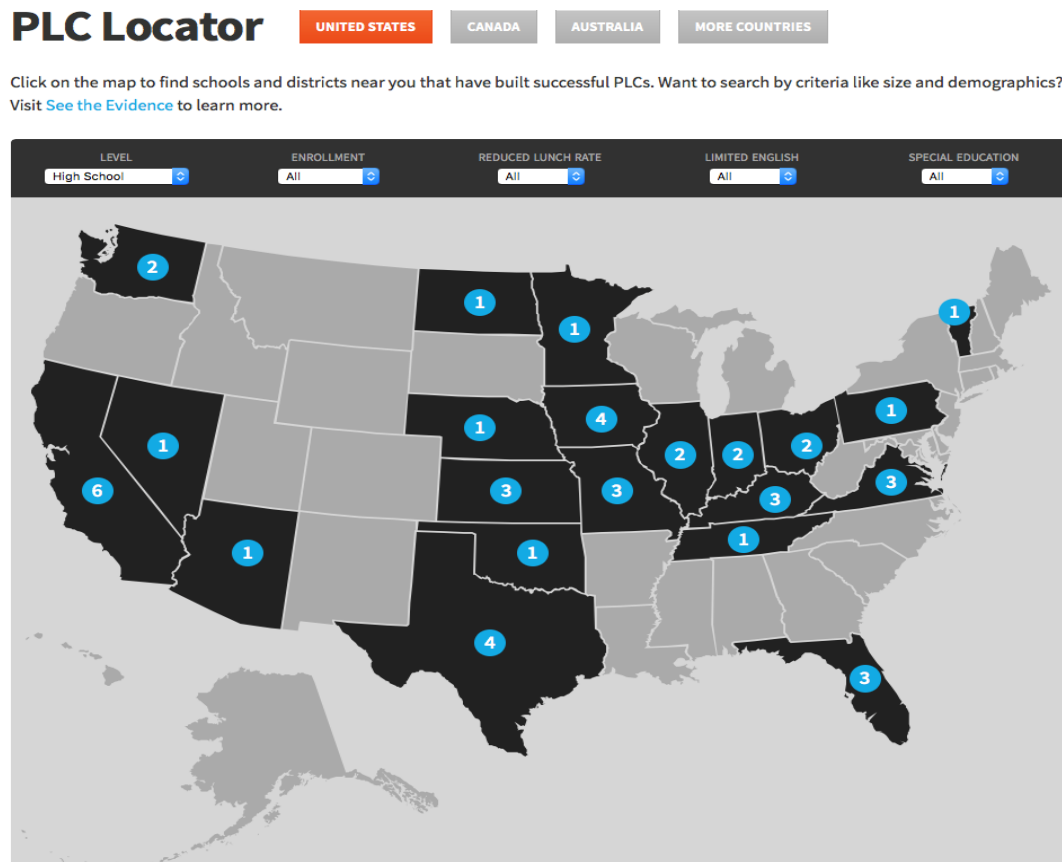 PLC Locator
UNITED STATES
CANADA
AUSTRALIA
MORE COUNTRIES
Click on the map to find schools and districts near you that have built successful PLCs. Want to search by criteria like size and demographics?
Visit See the Evidence to learn more.
LEVEL
ENROLLMENT
REDUCED LUNCH RATE
LIMITED ENGLISH
SPECIAL EDUCATION
High School
All
All
All
All
2
1
1
1
1
1
4
1
2
2
2
6
3
3
3
3
1
1
1
4
3